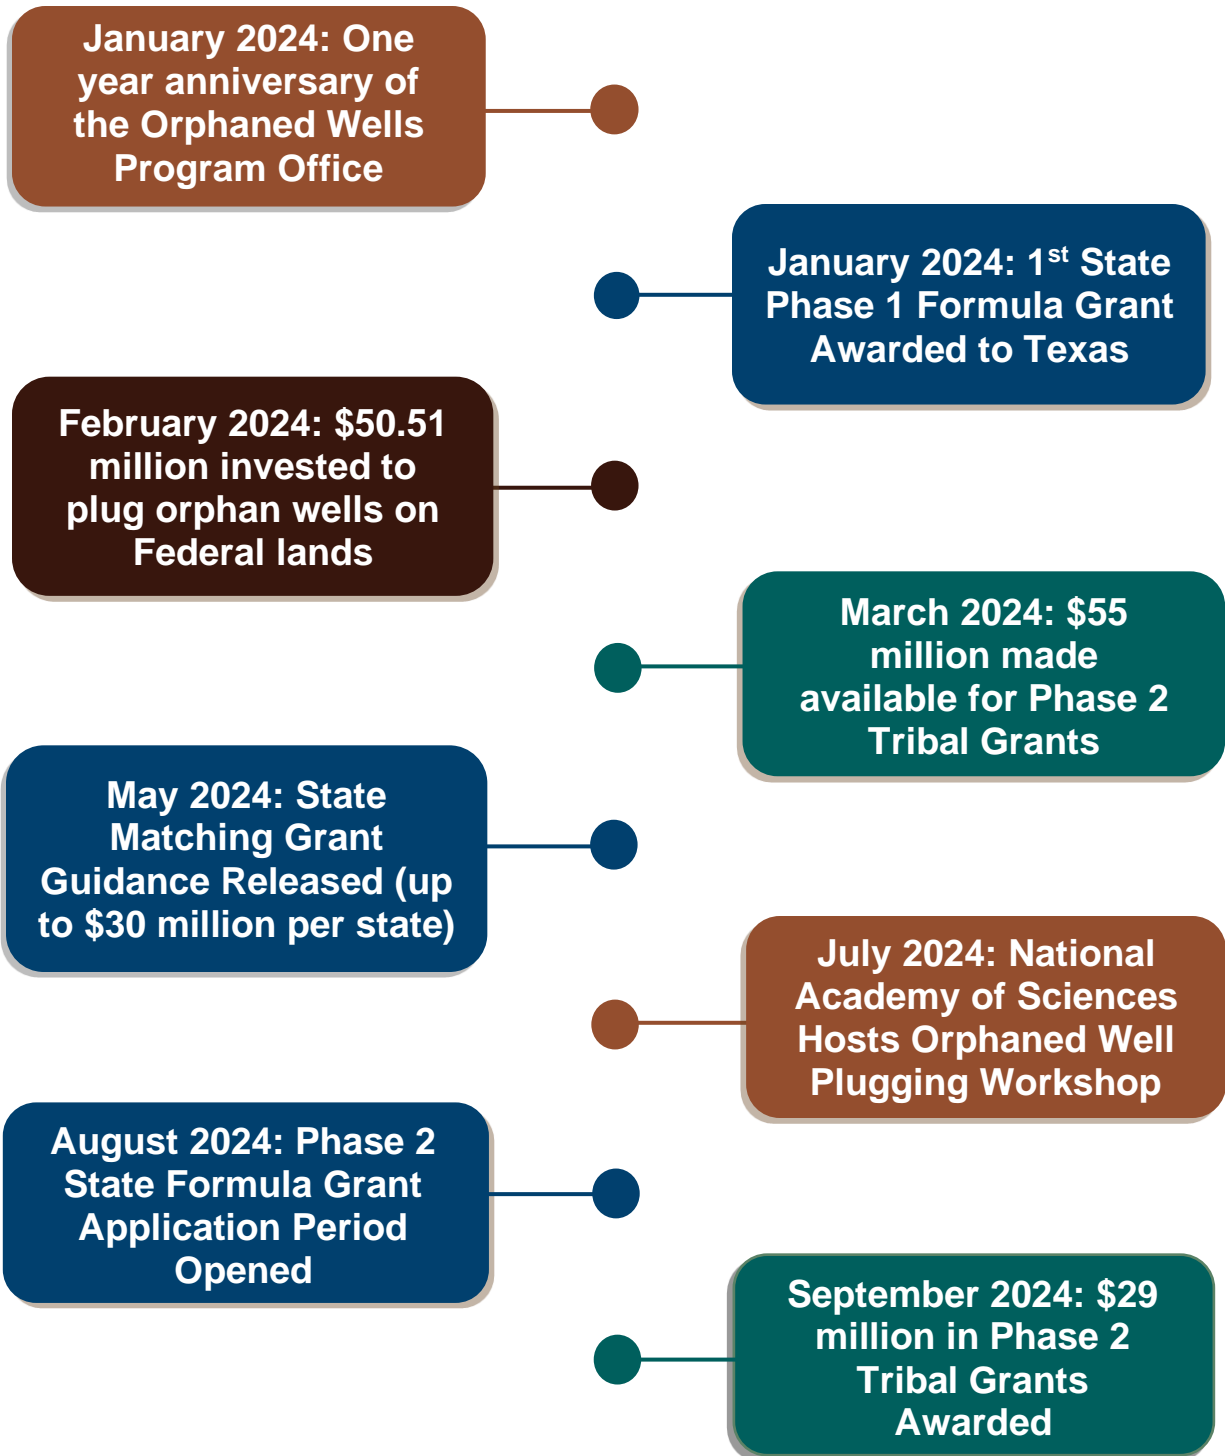 January 2024: One
year anniversary of
the Orphaned Wells
Program Office
January 2024: 1st State
Phase 1 Formula Grant
Awarded to Texas
February 2024: $50.51
million invested to
plug orphan wells on
Federal lands
March 2024: $55
million made
available for Phase 2
Tribal Grants
May 2024: State
Matching Grant
Guidance Released (up
to $30 million per state)
July 2024: National
Academy of Sciences
Hosts Orphaned Well
Plugging Workshop
August 2024: Phase 2
State Formula Grant
Application Period
Opened
September 2024: $29
million in Phase 2
Tribal Grants
Awarded